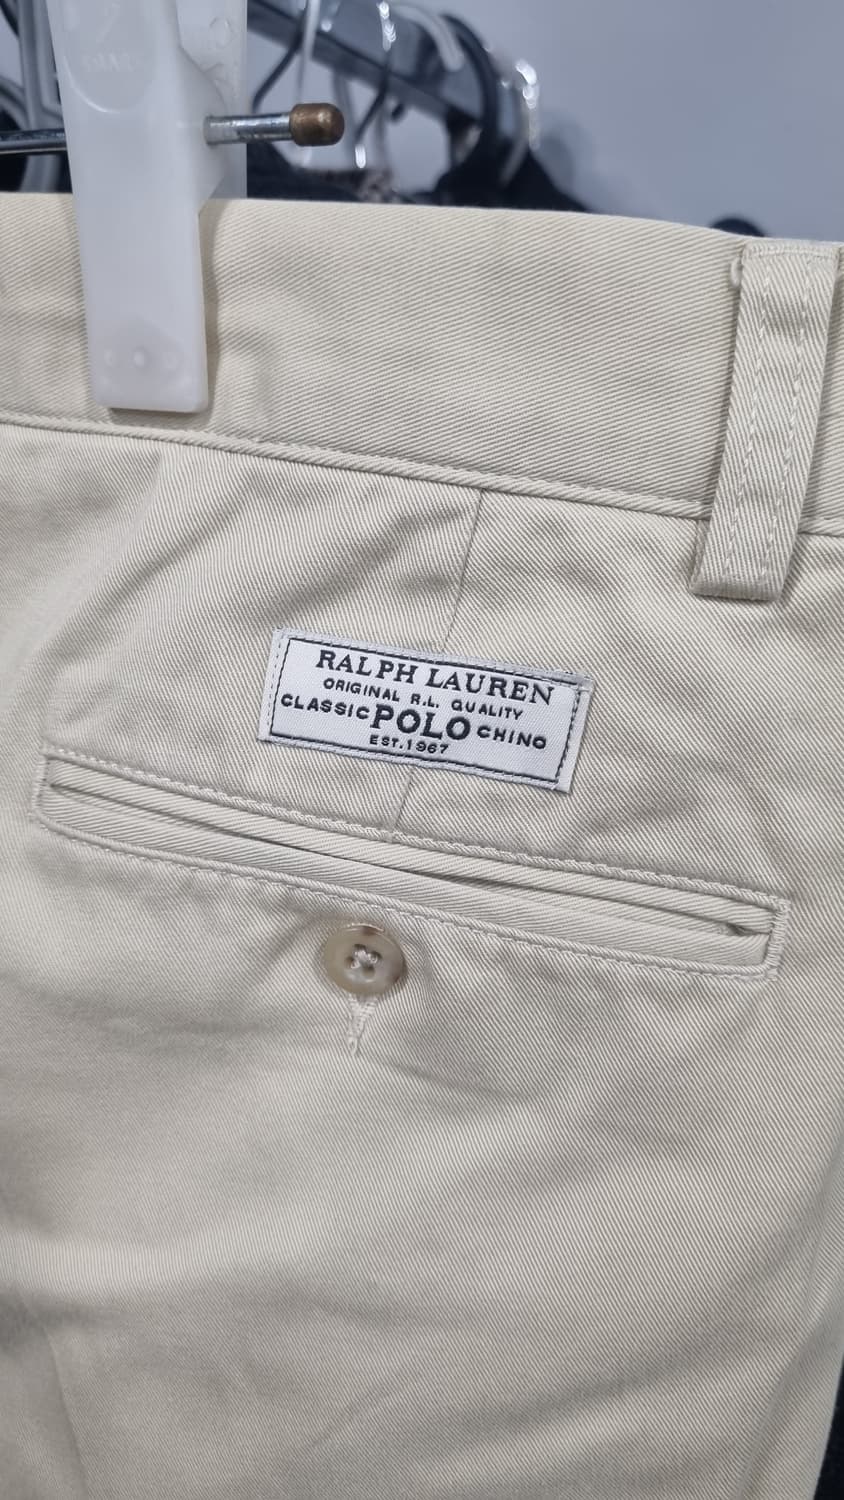 RALPH LAUREN
ORIGINAL R.L. QUALITY
CLASSIC POLO CHINO
EST. 1967